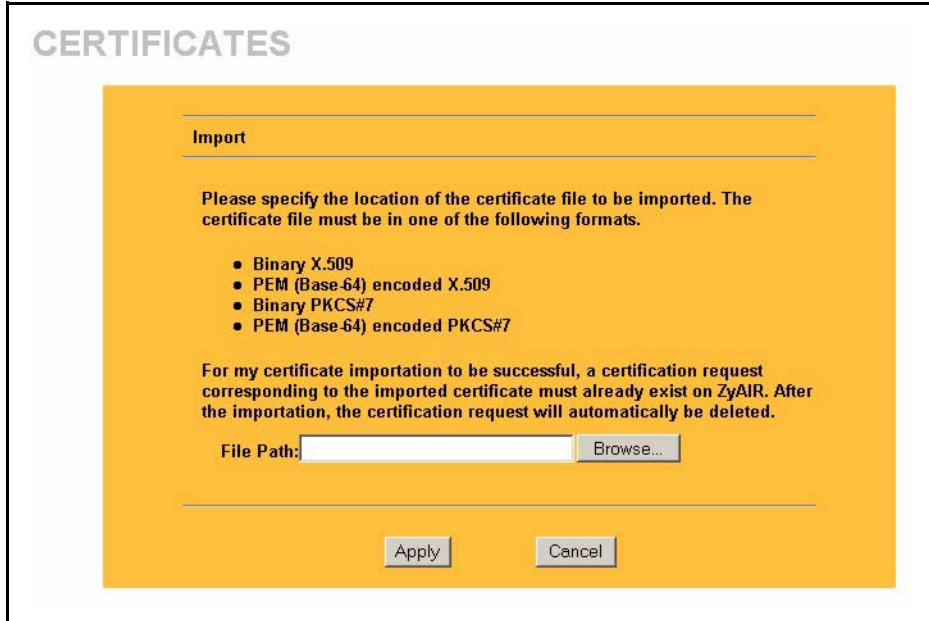 CERTIFICATES
Import
Please specify the location of the certificate file to be imported. The
certificate file must be in one of the following formats.
• Binary X.509
• PEM (Base-64) encoded X.509
• Binary PKCS#7
• PEM (Base-64) encoded PKCS#7
For my certificate importation to be successful, a certification request
corresponding to the imported certificate must already exist on ZyAIR. After
the importation, the certification request will automatically be deleted.
File Path: Browse...
Apply Cancel